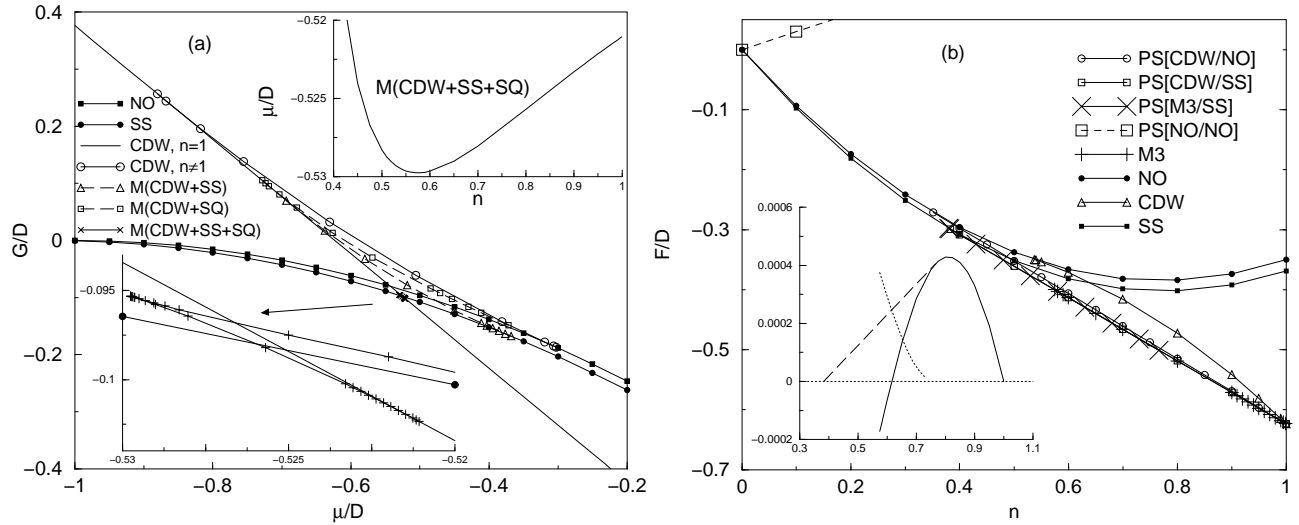 0.4
0.2
0
−0.2
−0.4
G/D
−1
−0.8
−0.6
−0.4
−0.2
μ/D
(a)
NO
SS
CDW, n=1
CDW, n≠1
M(CDW+SS)
M(CDW+SQ)
M(CDW+SS+SQ)
−0.52
−0.525
−0.53
μ/D
0.4 0.5 0.6 0.7 0.8 0.9 1
n
M(CDW+SS+SQ)
−0.095
−0.1
−0.53 −0.525 −0.52
−0.1
−0.3
−0.5
−0.7
F/D
0 0.2 0.4 0.6 0.8 1
n
(b)
PS[CDW/NO]
PS[CDW/SS]
PS[M3/SS]
PS[NO/NO]
M3
NO
CDW
SS
0.0006
0.0004
0.0002
0
−0.0002
0.3 0.5 0.7 0.9 1.1